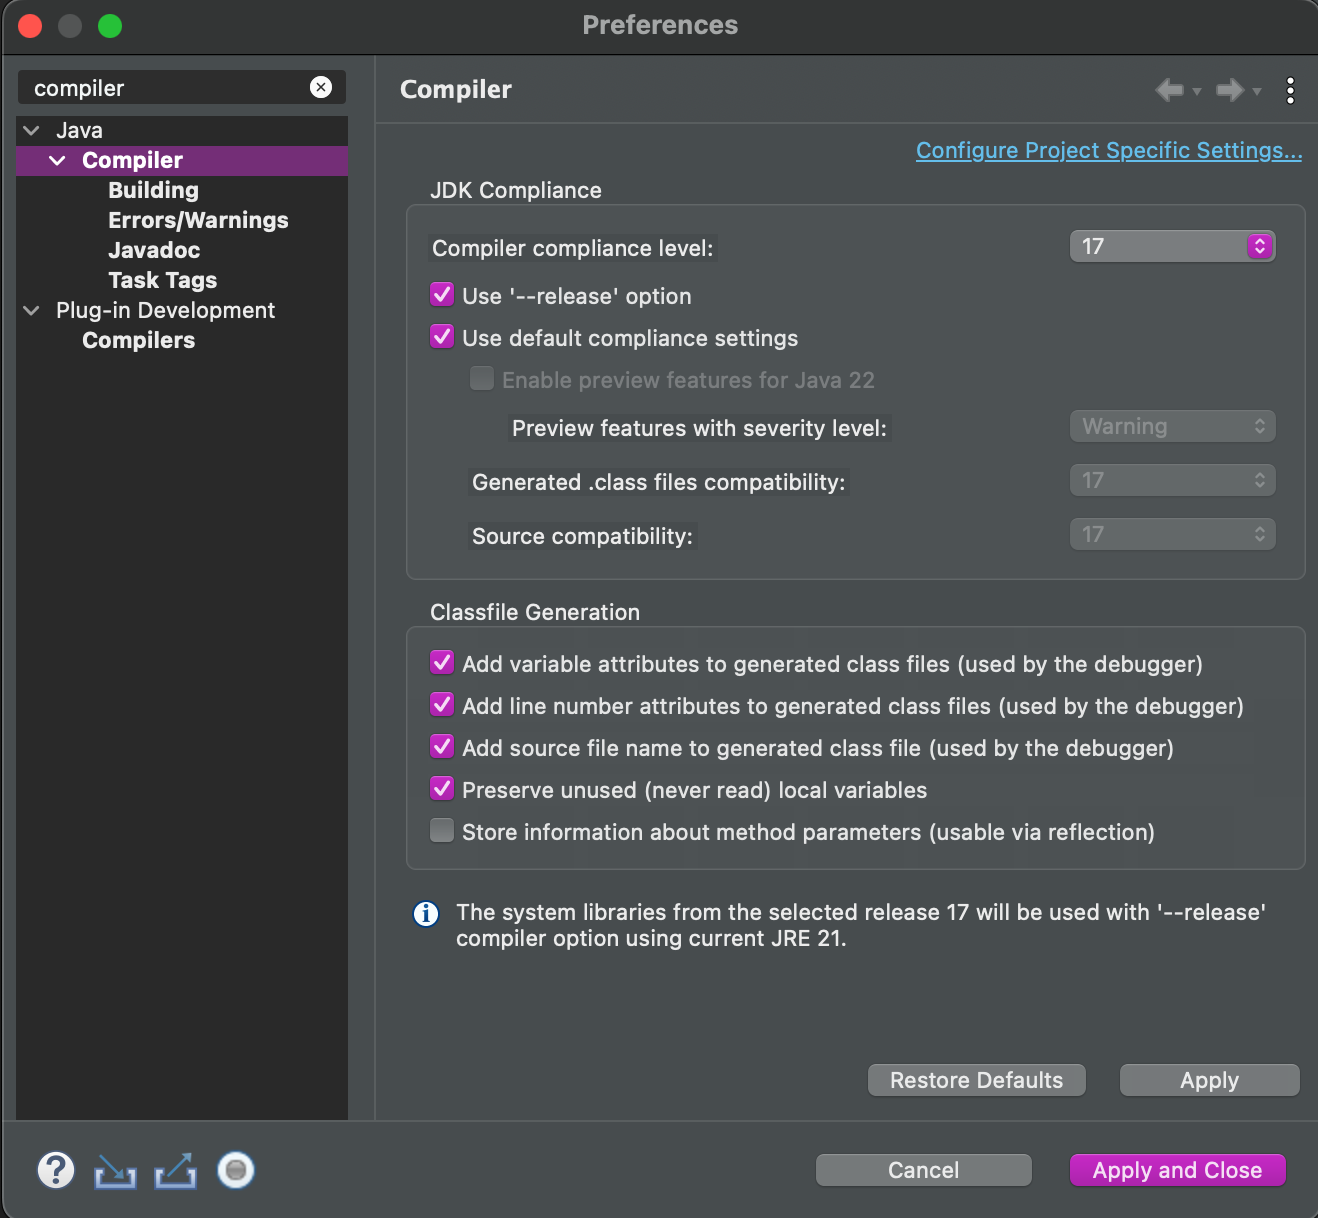 Preferences
compiler
Java
Compiler
Building
Errors/Warnings
Javadoc
Task Tags
Plug-in Development
Compilers
Compiler
Configure Project Specific Settings...
JDK Compliance
Compiler compliance level: 17
Use '--release' option
Use default compliance settings
Enable preview features for Java 22
Preview features with severity level: Warning
Generated .class files compatibility: 17
Source compatibility: 17
Classfile Generation
Add variable attributes to generated class files (used by the debugger)
Add line number attributes to generated class files (used by the debugger)
Add source file name to generated class file (used by the debugger)
Preserve unused (never read) local variables
Store information about method parameters (usable via reflection)
The system libraries from the selected release 17 will be used with '--release'
compiler option using current JRE 21.
Restore Defaults Apply
Cancel Apply and Close